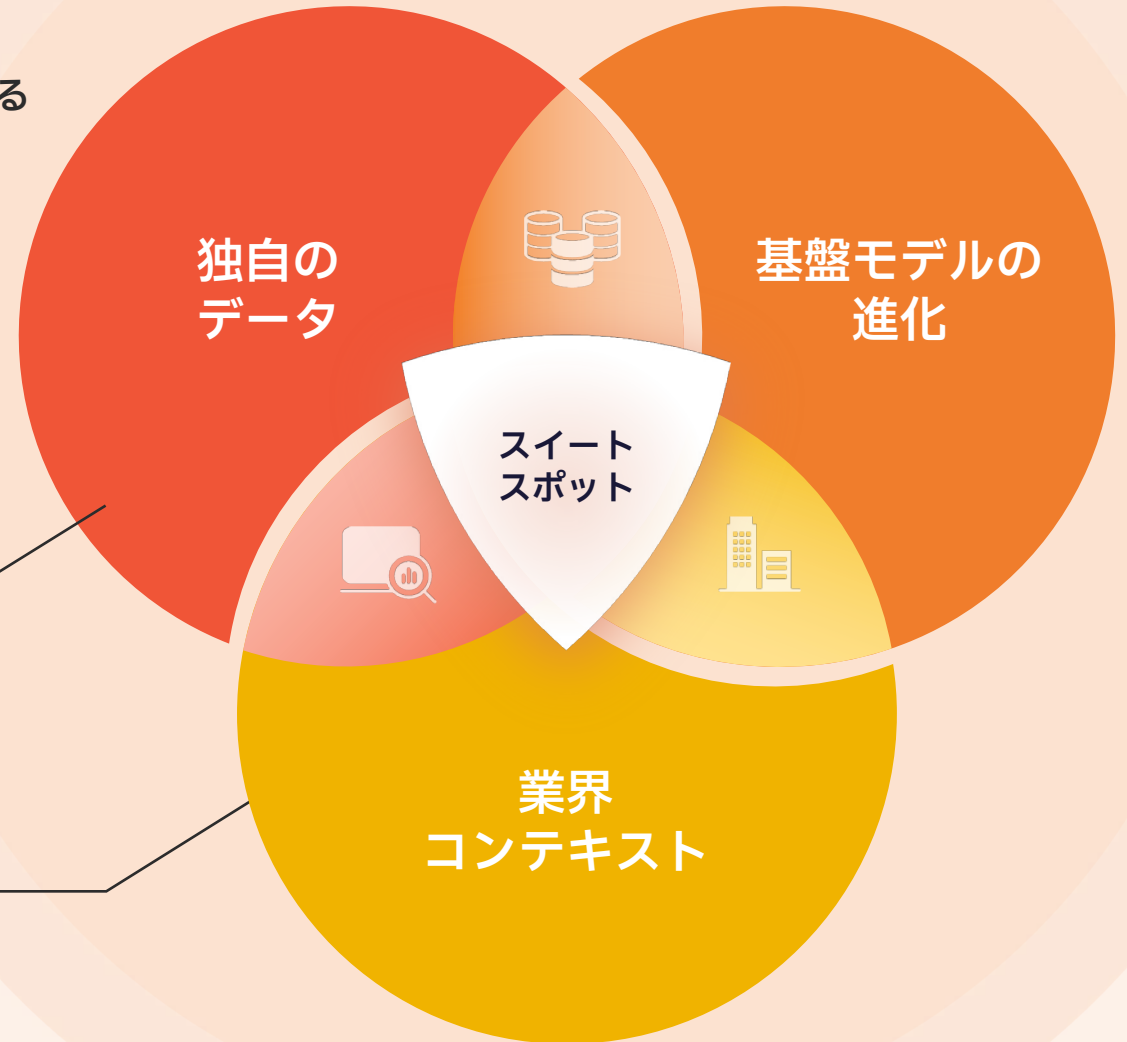 る
独自の
データ
基盤モデルの
進化
スイート
スポット
業界
コンテキスト